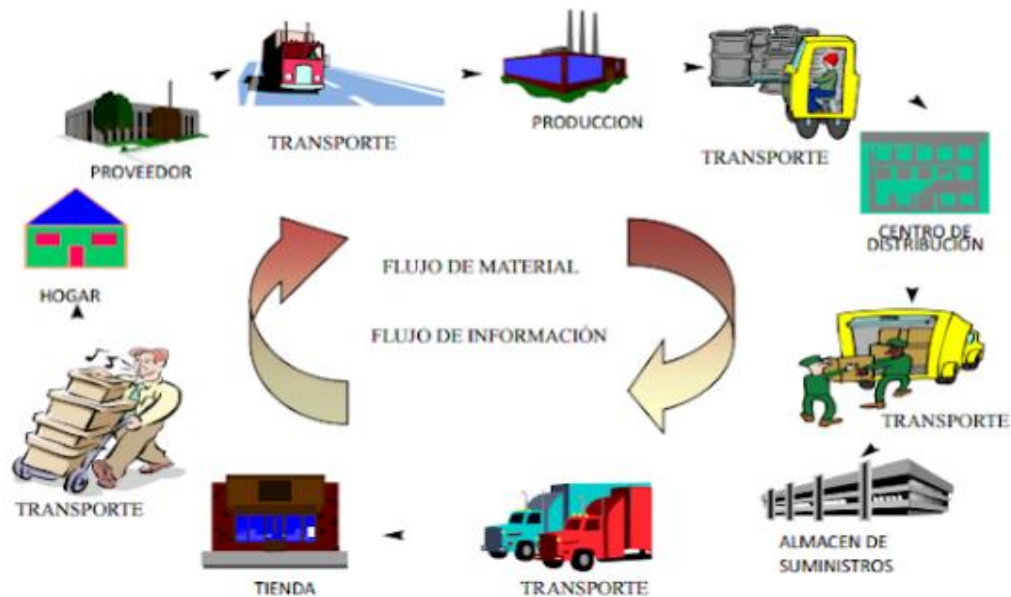 PROVEEDOR
TRANSPORTE
PRODUCCION
TRANSPORTE
CENTRO DE
DISTRIBUCIÓN
TRANSPORTE
ALMACEN DE
SUMINISTROS
TRANSPORTE
TIENDA
TRANSPORTE
HOGAR
FLUJO DE MATERIAL
FLUJO DE INFORMACIÓN